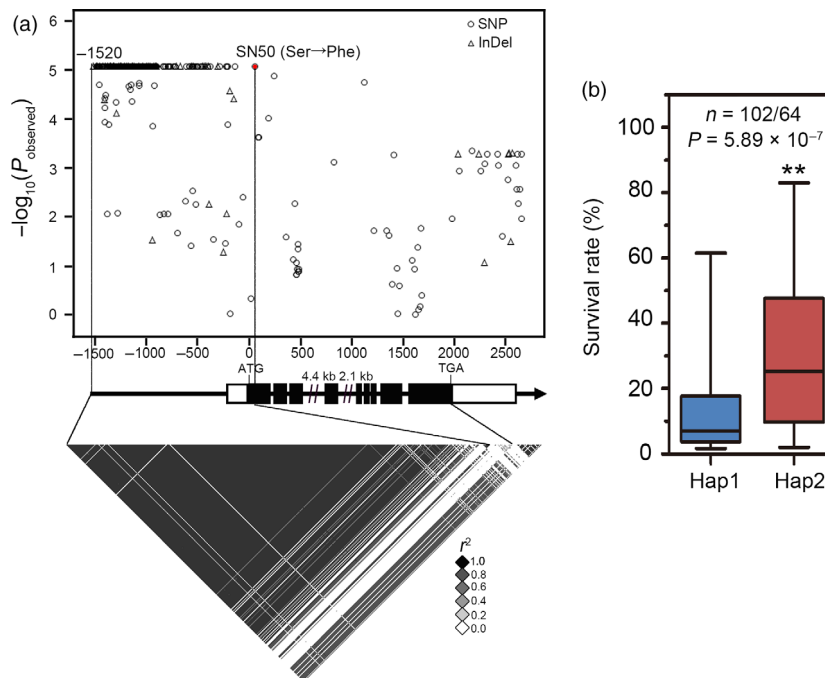 (a)
6
5
4
3
2
1
0
−log10(Pobserved)
−1520
SN50 (Ser→Phe)
○ SNP
△ InDel
−1500 −1000 −500 0 500 1000 1500 2000 2500
ATG
4.4 kb
2.1 kb
TGA
r2
1.0
0.8
0.6
0.4
0.2
0.0
(b)
n = 102/64
P = 5.89 × 10−7
**
100
80
60
40
20
0
Survival rate (%)
Hap1 Hap2